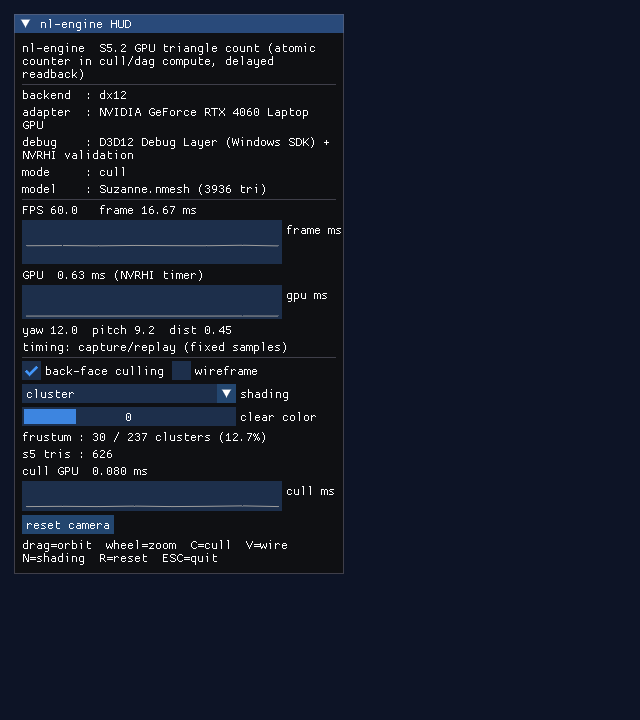 nl-engine HUD
nl-engine  S5.2 GPU triangle count (atomic
counter in cull/dag compute, delayed
readback)
backend  : dx12
adapter  : NVIDIA GeForce RTX 4060 Laptop
GPU
debug    : D3D12 Debug Layer (Windows SDK) +
NVRHI validation
mode     : cull
model    : Suzanne.nmesh (3936 tri)
FPS 60.0   frame 16.67 ms
frame ms
GPU  0.63 ms (NVRHI timer)
gpu ms
yaw 12.0  pitch 9.2  dist 0.45
timing: capture/replay (fixed samples)
back-face culling  wireframe
cluster  shading
0  clear color
frustum : 30 / 237 clusters (12.7%)
s5 tris : 626
cull GPU  0.080 ms
cull ms
reset camera
drag=orbit  wheel=zoom  C=cull  V=wire
N=shading  R=reset  ESC=quit